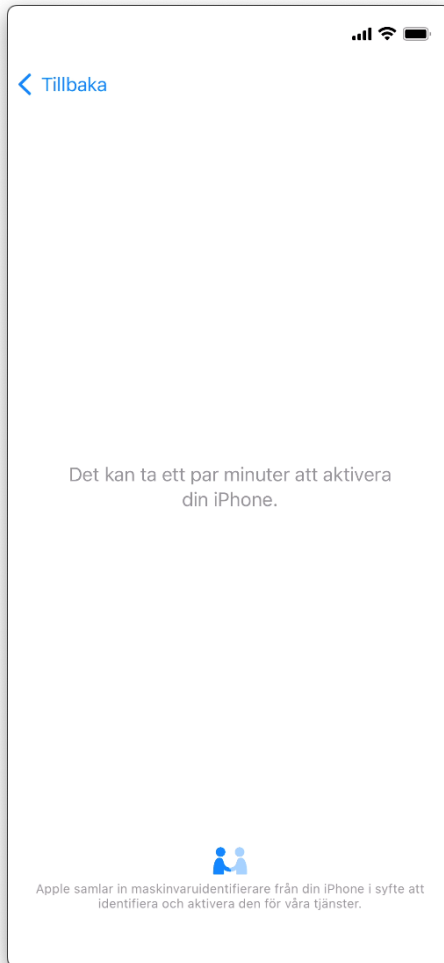 Tillbaka
Det kan ta ett par minuter att aktivera
din iPhone.
Apple samlar in maskinvaruidentifierare från din iPhone i syfte att
identifiera och aktivera den för våra tjänster.